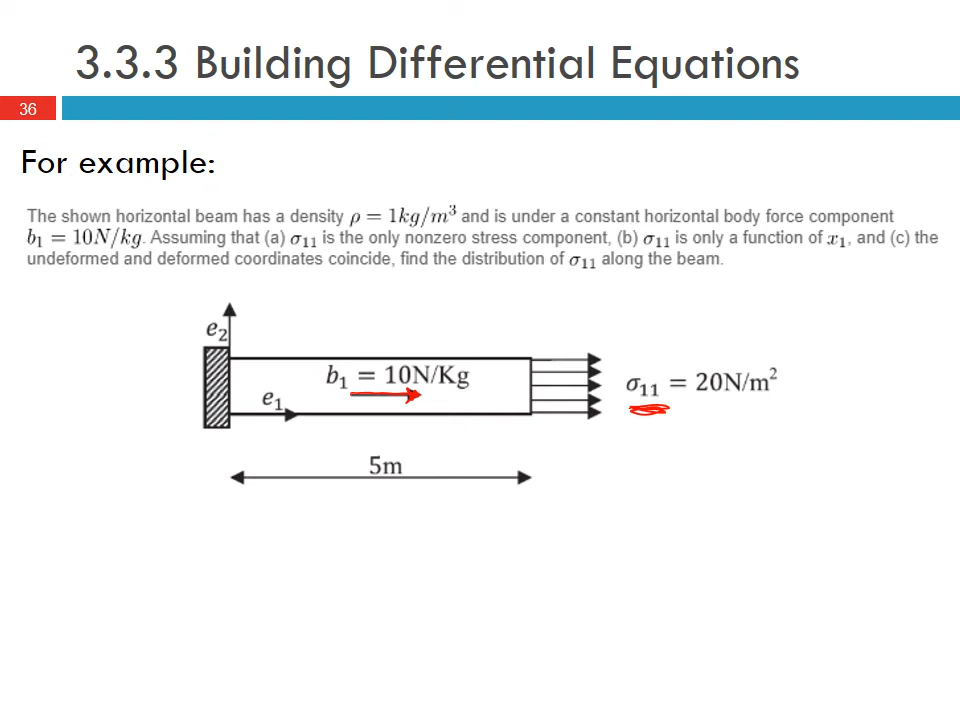 3.3.3 Building Differential Equations
36
For example:
The shown horizontal beam has a density ρ = 1kg/m³ and is under a constant horizontal body force component
b₁ = 10N/kg. Assuming that (a) σ₁₁ is the only nonzero stress component, (b) σ₁₁ is only a function of x₁, and (c) the
undeformed and deformed coordinates coincide, find the distribution of σ₁₁ along the beam.
e₂
b₁ = 10N/Kg
σ₁₁ = 20N/m²
e₁
5m